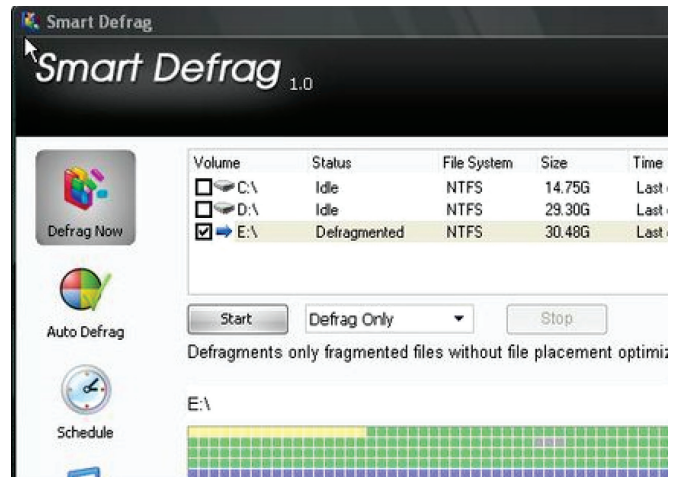 Smart Defrag
Smart Defrag 1.0
Volume Status File System Size Time
C:\ Idle NTFS 14.75G Last
D:\ Idle NTFS 29.30G Last
E:\ Defragmented NTFS 30.48G Last
Defrag Now
Auto Defrag
Start Defrag Only Stop
Defragments only fragmented files without file placement optimiz
E:\
Schedule